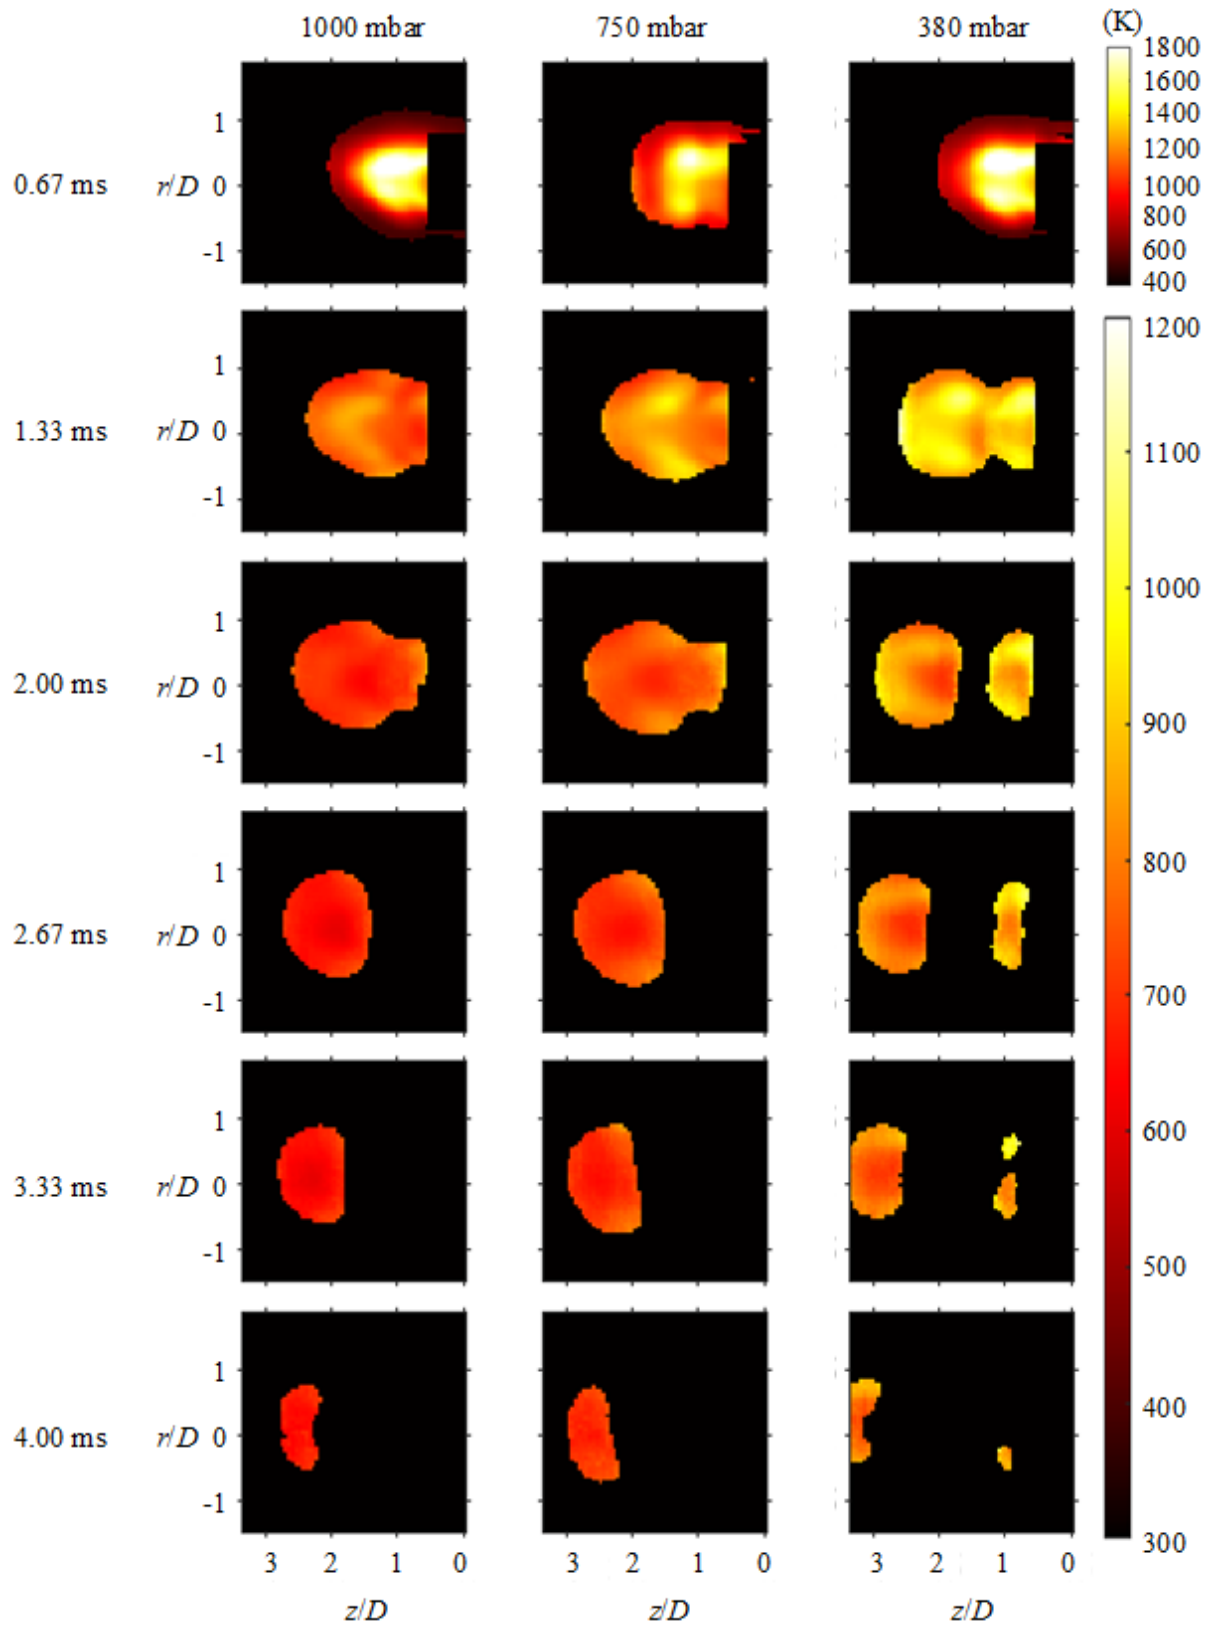 1000 mbar 750 mbar 380 mbar (K)
1800
1600
1400
1200
1000
800
600
400
0.67 ms r/D 1 0 -1
1200
1100
1000
900
800
700
600
500
400
300
1.33 ms r/D 1 0 -1
2.00 ms r/D 1 0 -1
2.67 ms r/D 1 0 -1
3.33 ms r/D 1 0 -1
4.00 ms r/D 1 0 -1
3 2 1 0 3 2 1 0 3 2 1 0
z/D z/D z/D